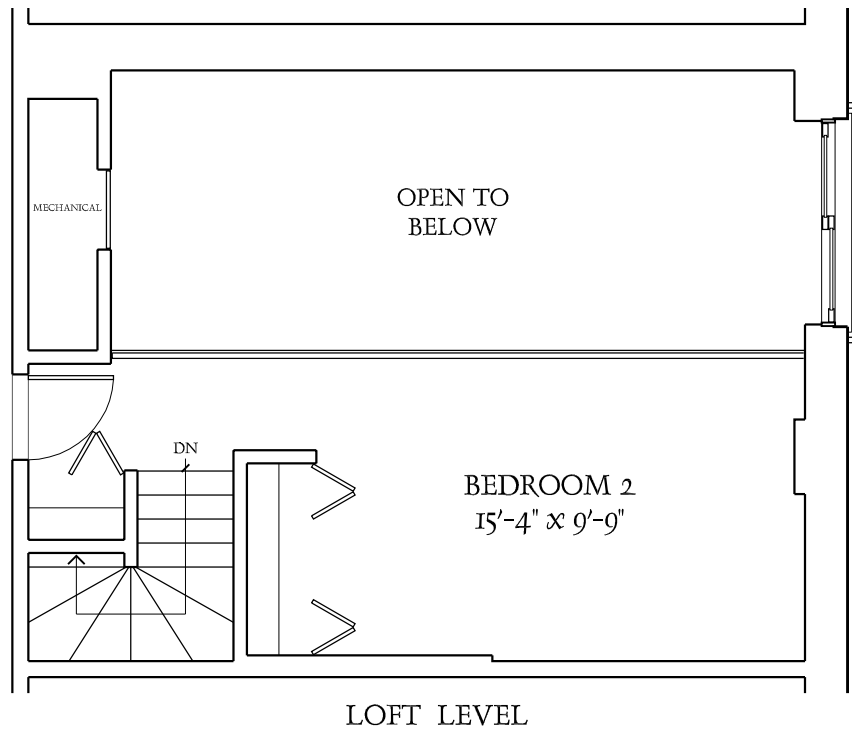 OPEN TO
BELOW
MECHANICAL
DN
BEDROOM 2
15'-4" x 9'-9"
LOFT LEVEL